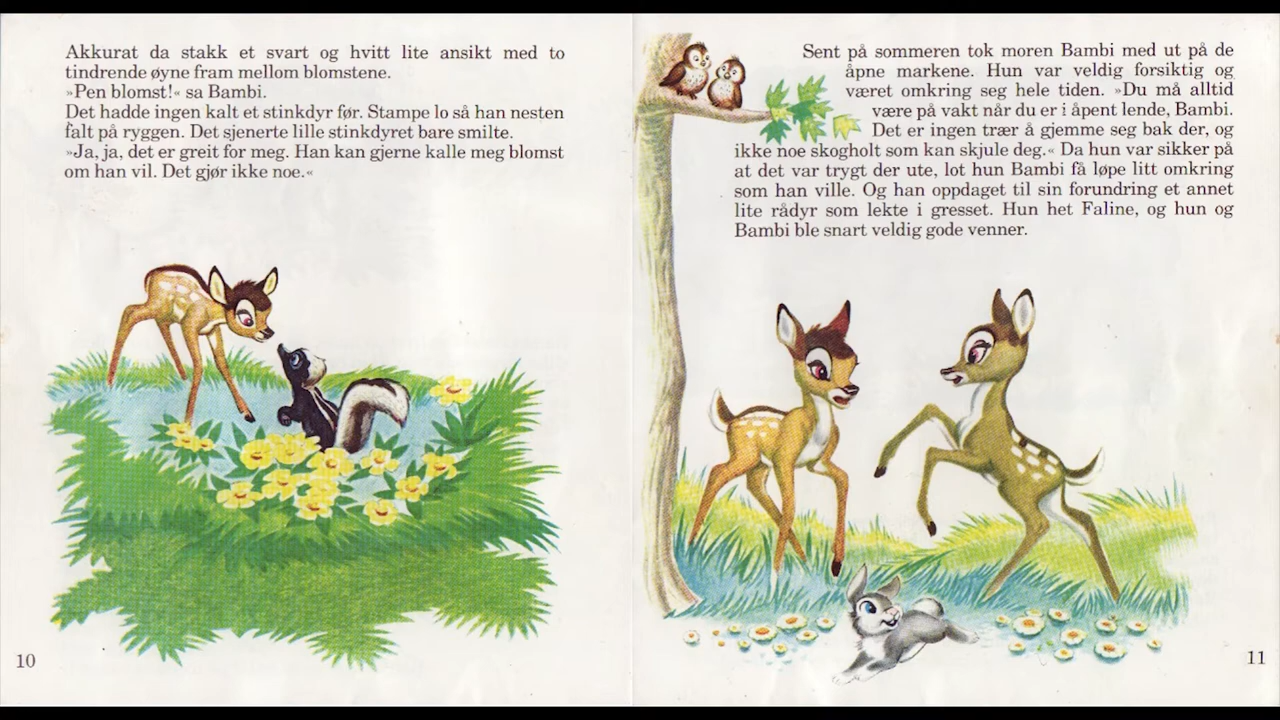 Akkurat da stakk et svart og hvitt lite ansikt med to
tindrende øyne fram mellom blomstene.
»Pen blomst!« sa Bambi.
Det hadde ingen kalt et stinkdyr før. Stampe lo så han nesten
falt på ryggen. Det sjenerte lille stinkdyret bare smilte.
»Ja, ja, det er greit for meg. Han kan gjerne kalle meg blomst
om han vil. Det gjør ikke noe.«
10
Sent på sommeren tok moren Bambi med ut på de
åpne markene. Hun var veldig forsiktig og
været omkring seg hele tiden. »Du må alltid
være på vakt når du er i åpent lende, Bambi.
Det er ingen trær å gjemme seg bak der, og
ikke noe skogholt som kan skjule deg.« Da hun var sikker på
at det var trygt der ute, lot hun Bambi få løpe litt omkring
som han ville. Og han oppdaget til sin forundring et annet
lite rådyr som lekte i gresset. Hun het Faline, og hun og
Bambi ble snart veldig gode venner.
11